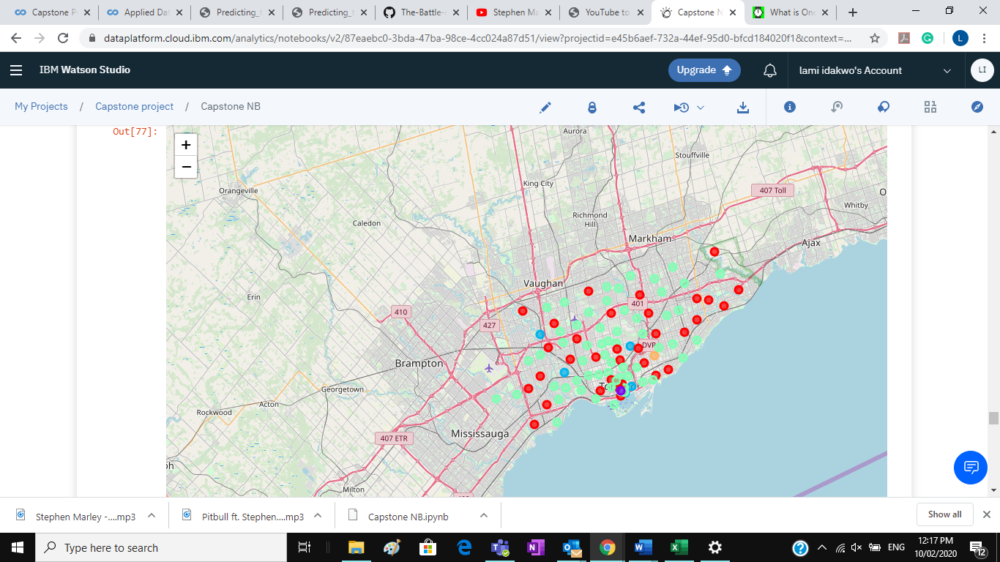 Capstone P
Applied Dat
Predicting_t
Predicting_t
The-Battle-
Stephen Ma
YouTube to
Capstone N
What is One
dataplatform.cloud.ibm.com/analytics/notebooks/v2/87eaebc0-3bda-47ba-98ce-4cc024a87d51/view?projectid=e45b6aef-732a-44ef-95d0-bfcd184020f1&context=...
L
IBM Watson Studio
Upgrade
lami idakwo's Account
LI
My Projects / Capstone project / Capstone NB
Out[77]:
+
−
Aurora
Stouffville
King City
Orangeville
407 Toll
Whitby
Caledon
Richmond
Hill
Markham
Ajax
Vaughan
Erin
401
410
427
DVP
Brampton
Georgetown
Acton
Rockwood
Mississauga
407 ETR
Milton
Stephen Marley -....mp3
Pitbull ft. Stephen....mp3
Capstone NB.ipynb
Show all
Type here to search
ENG
12:17 PM
10/02/2020
12